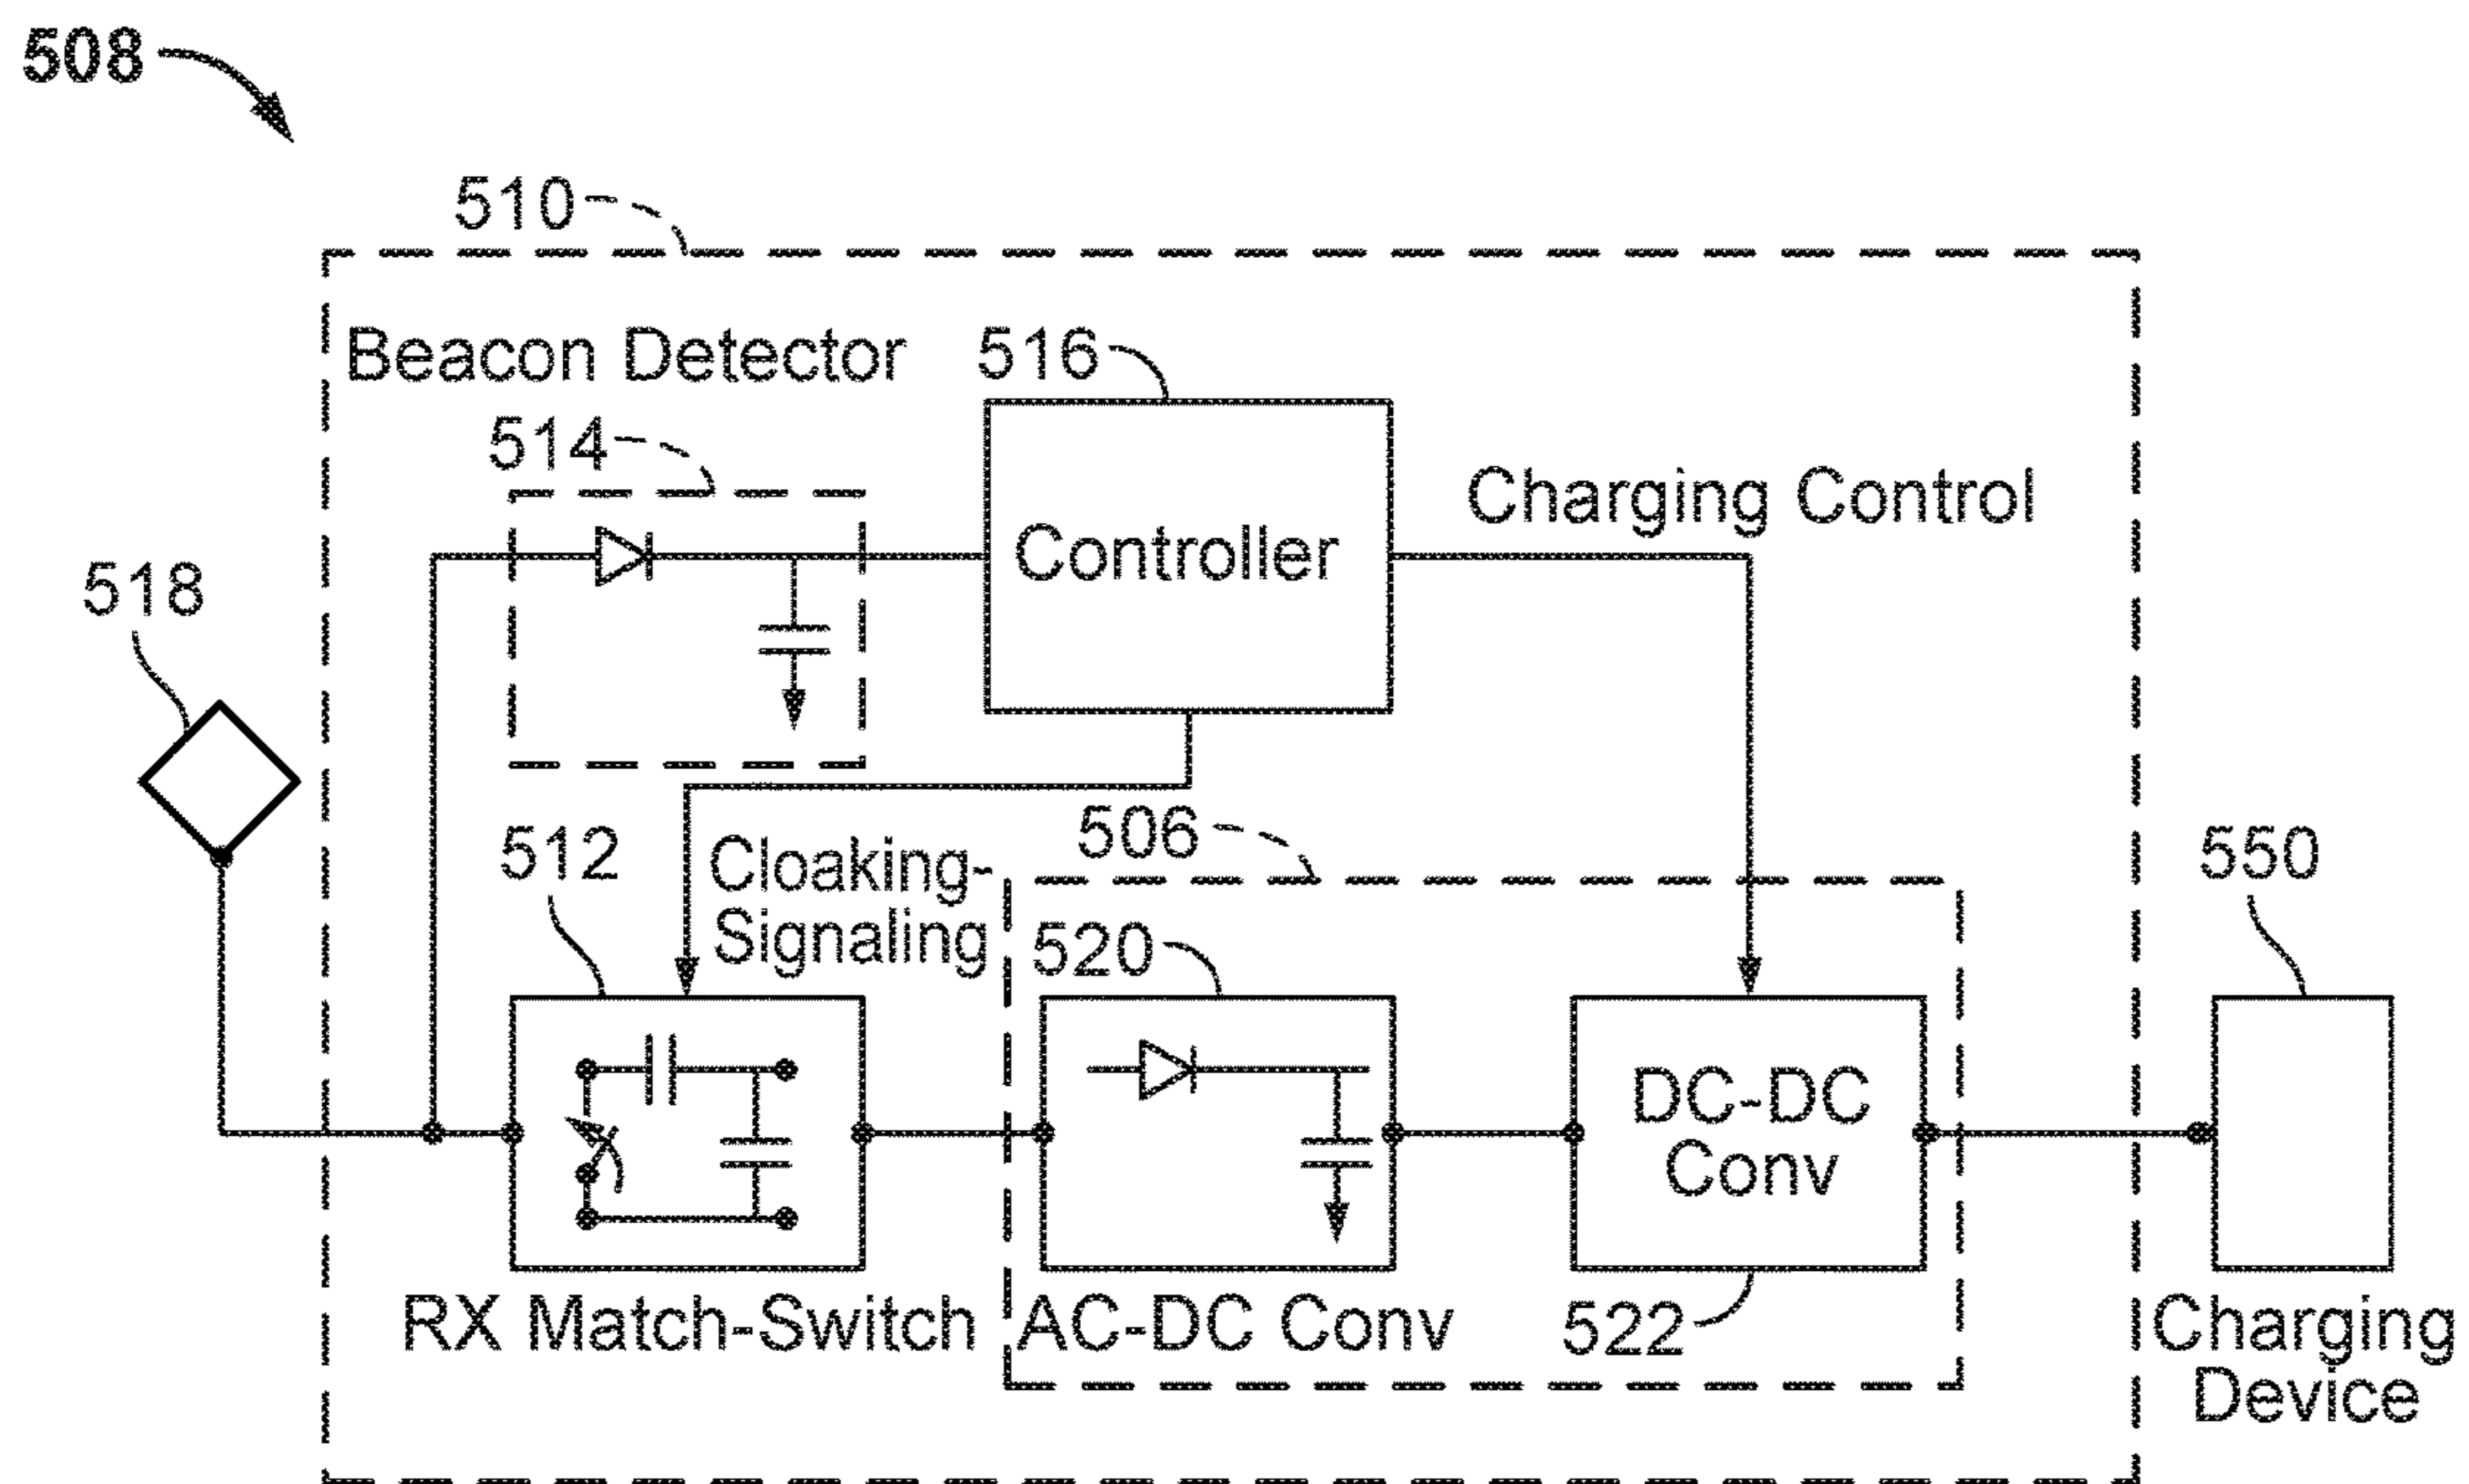 508
510
Beacon Detector
516
514
Charging Control
Controller
518
506
512
Cloaking-
Signaling
550
520
DC-DC
Conv
RX Match-Switch
AC-DC Conv
522
Charging
Device